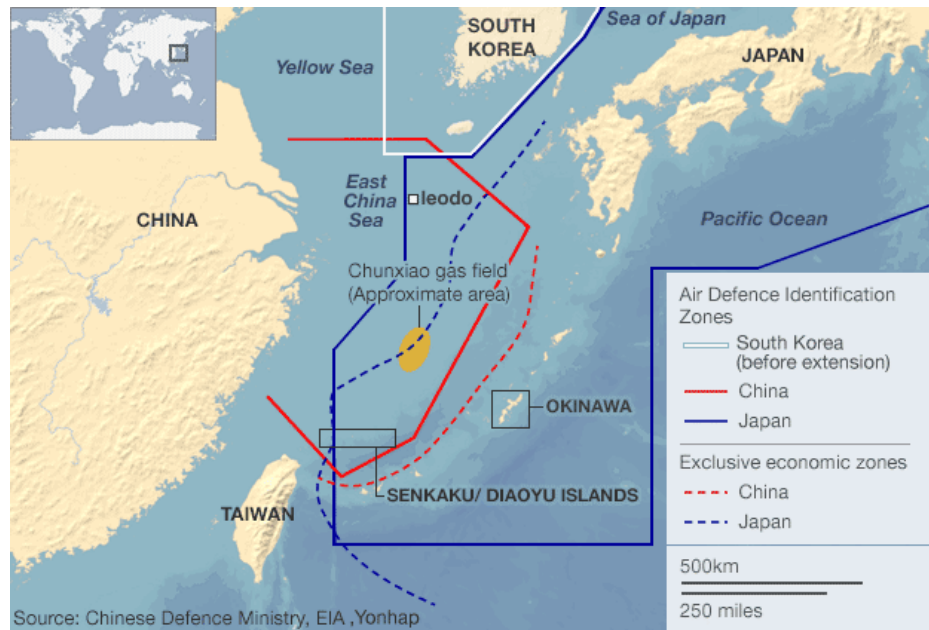 Sea of Japan
SOUTH
KOREA
JAPAN
Yellow Sea
East
China
Sea
leodo
CHINA
Pacific Ocean
Chunxiao gas field
(Approximate area)
OKINAWA
SENKAKU/ DIAOYU ISLANDS
TAIWAN
Air Defence Identification
Zones
South Korea
(before extension)
China
Japan
Exclusive economic zones
China
Japan
500km
250 miles
Source: Chinese Defence Ministry, EIA ,Yonhap